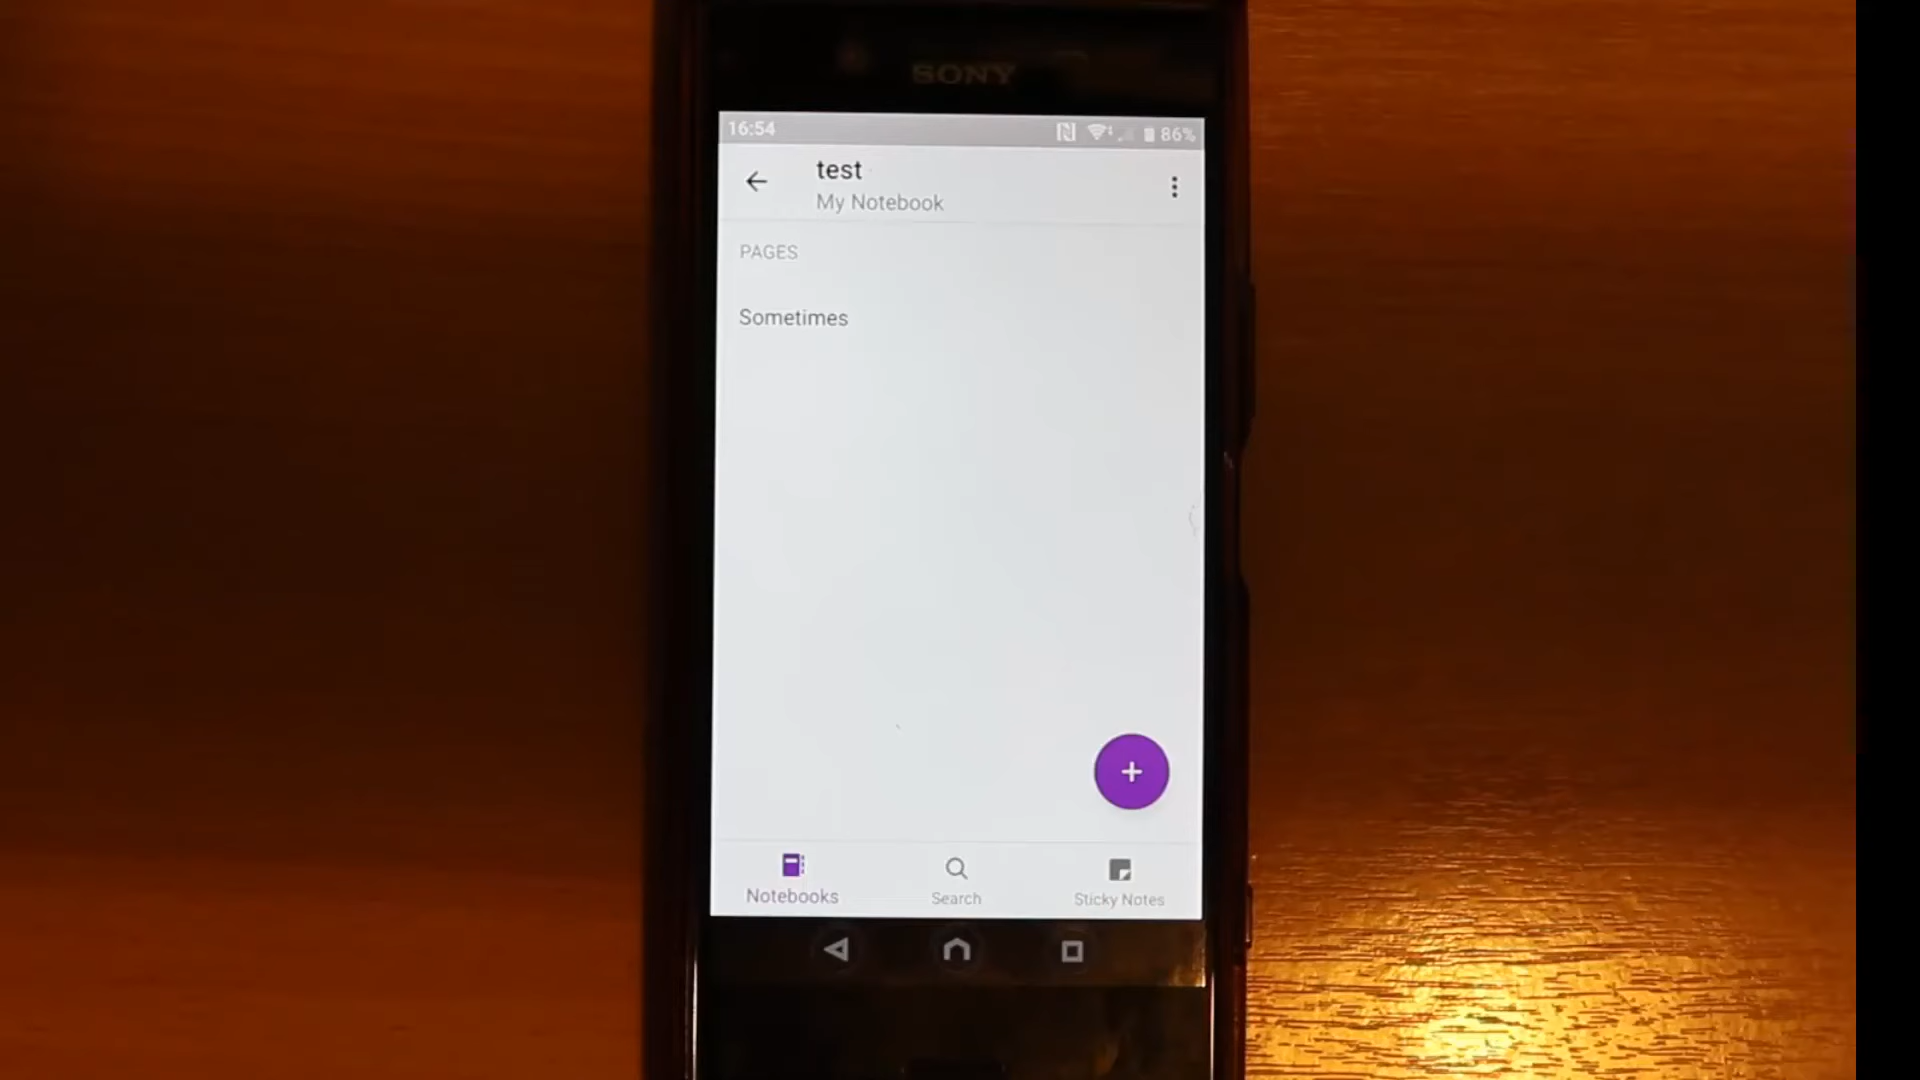 SONY
16:54
86%
test
My Notebook
PAGES
Sometimes
Notebooks
Search
Sticky Notes